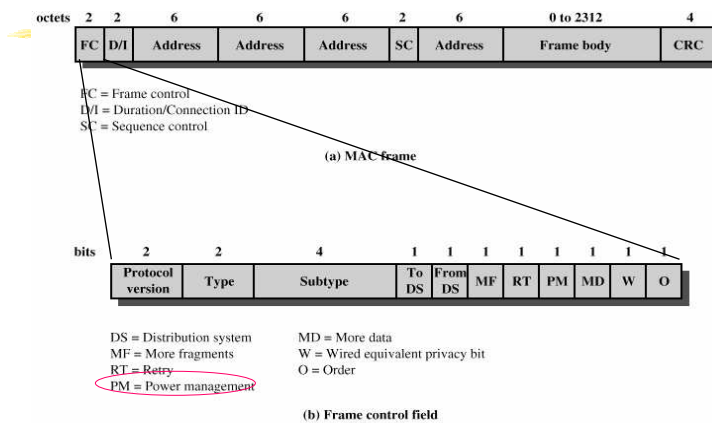 octets 2 2 6 6 6 2 6 0 to 2312 4
FC D/I Address Address Address SC Address Frame body CRC
FC = Frame control
D/I = Duration/Connection ID
SC = Sequence control
(a) MAC frame
bits 2 2 4 1 1 1 1 1 1 1 1
Protocol version Type Subtype To DS From DS MF RT PM MD W O
DS = Distribution system
MF = More fragments
RT = Retry
PM = Power management
MD = More data
W = Wired equivalent privacy bit
O = Order
(b) Frame control field